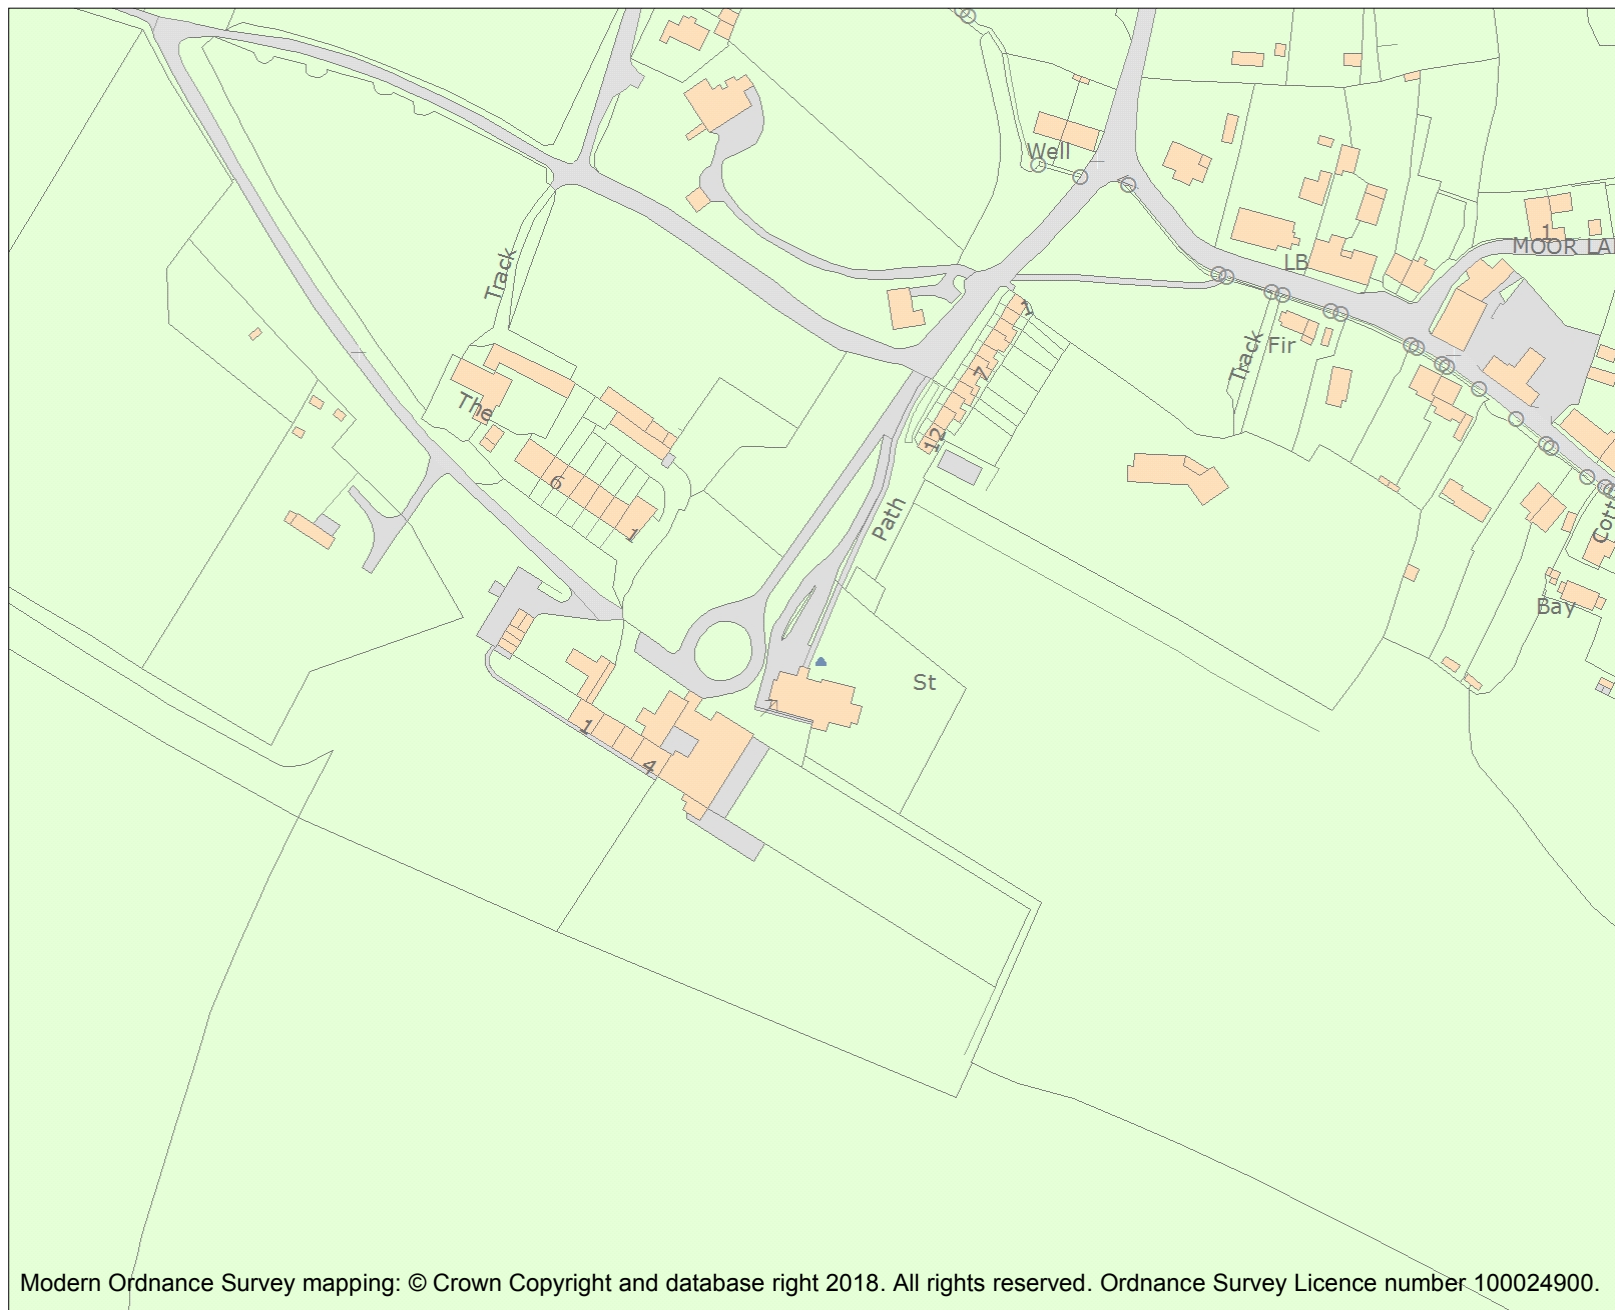 Well
1
MOOR LA
LB
Track
1
Fir
Track
7
The
12
6
Path
1
Cott
Bay
St
1
4
Modern Ordnance Survey mapping: © Crown Copyright and database right 2018. All rights reserved. Ordnance Survey Licence number 100024900.